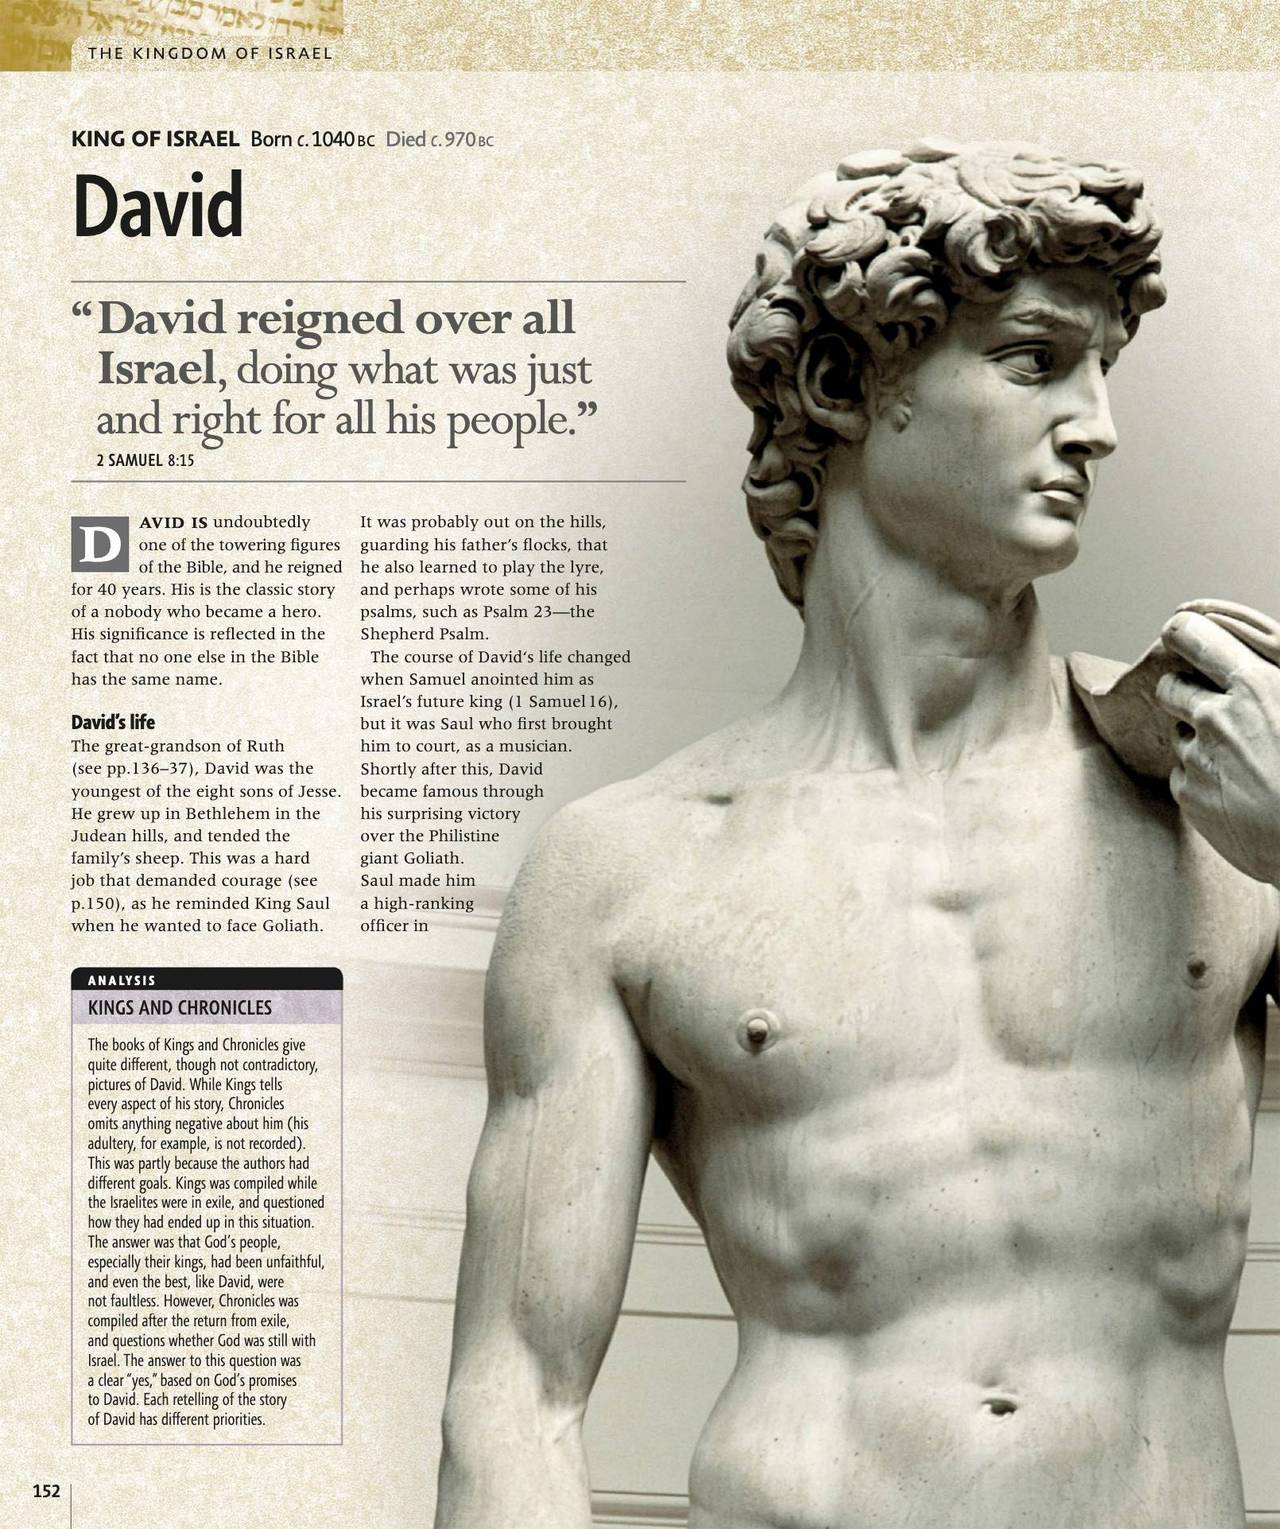 THE KINGDOM OF ISRAEL
KING OF ISRAEL Born c.1040 BC Died c.970 BC
David
“David reigned over all
Israel, doing what was just
and right for all his people.”
2 SAMUEL 8:15
DAVID IS undoubtedly
one of the towering figures
of the Bible, and he reigned
for 40 years. His is the classic story
of a nobody who became a hero.
His significance is reflected in the
fact that no one else in the Bible
has the same name.
David’s life
The great-grandson of Ruth
(see pp.136–37), David was the
youngest of the eight sons of Jesse.
He grew up in Bethlehem in the
Judean hills, and tended the
family’s sheep. This was a hard
job that demanded courage (see
p.150), as he reminded King Saul
when he wanted to face Goliath.
It was probably out on the hills,
guarding his father’s flocks, that
he also learned to play the lyre,
and perhaps wrote some of his
psalms, such as Psalm 23—the
Shepherd Psalm.
The course of David‘s life changed
when Samuel anointed him as
Israel’s future king (1 Samuel 16),
but it was Saul who first brought
him to court, as a musician.
Shortly after this, David
became famous through
his surprising victory
over the Philistine
giant Goliath.
Saul made him
a high-ranking
officer in
ANALYSIS
KINGS AND CHRONICLES
The books of Kings and Chronicles give
quite different, though not contradictory,
pictures of David. While Kings tells
every aspect of his story, Chronicles
omits anything negative about him (his
adultery, for example, is not recorded).
This was partly because the authors had
different goals. Kings was compiled while
the Israelites were in exile, and questioned
how they had ended up in this situation.
The answer was that God’s people,
especially their kings, had been unfaithful,
and even the best, like David, were
not faultless. However, Chronicles was
compiled after the return from exile,
and questions whether God was still with
Israel. The answer to this question was
a clear “yes,” based on God’s promises
to David. Each retelling of the story
of David has different priorities.
152